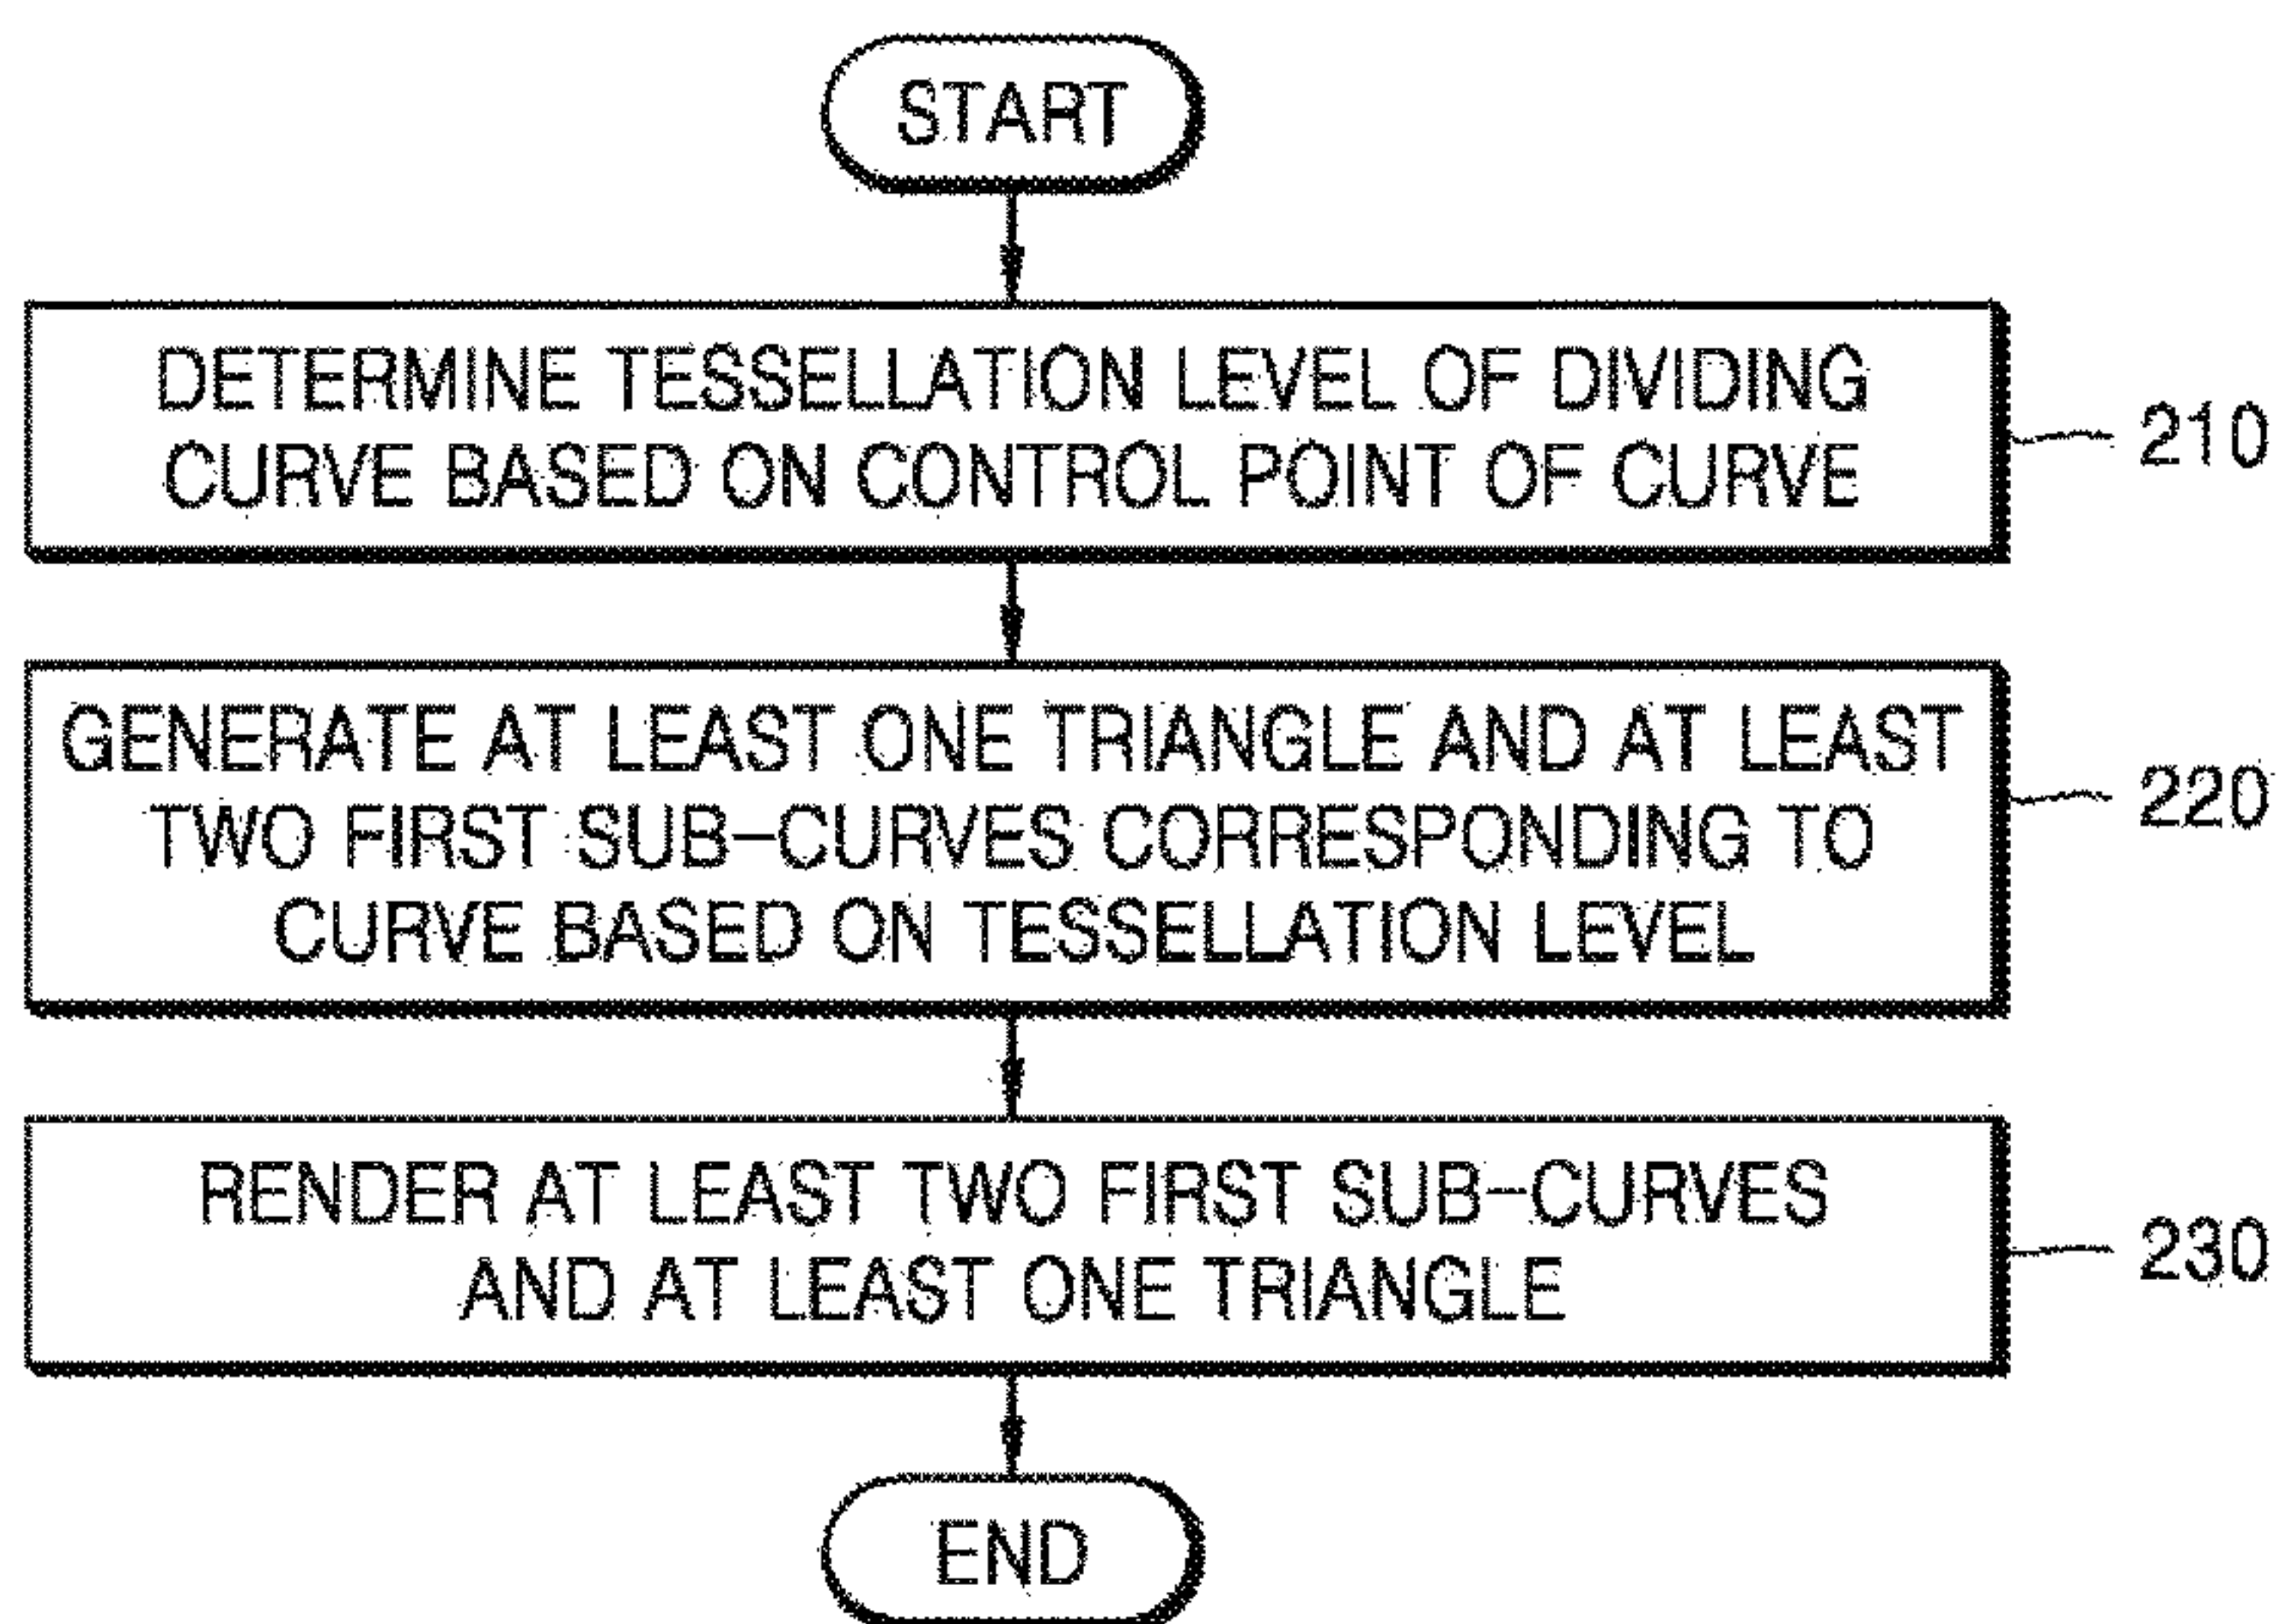 START
DETERMINE TESSELLATION LEVEL OF DIVIDING
CURVE BASED ON CONTROL POINT OF CURVE
210
GENERATE AT LEAST ONE TRIANGLE AND AT LEAST
TWO FIRST SUB-CURVES CORRESPONDING TO
CURVE BASED ON TESSELLATION LEVEL
220
RENDER AT LEAST TWO FIRST SUB-CURVES
AND AT LEAST ONE TRIANGLE
230
END